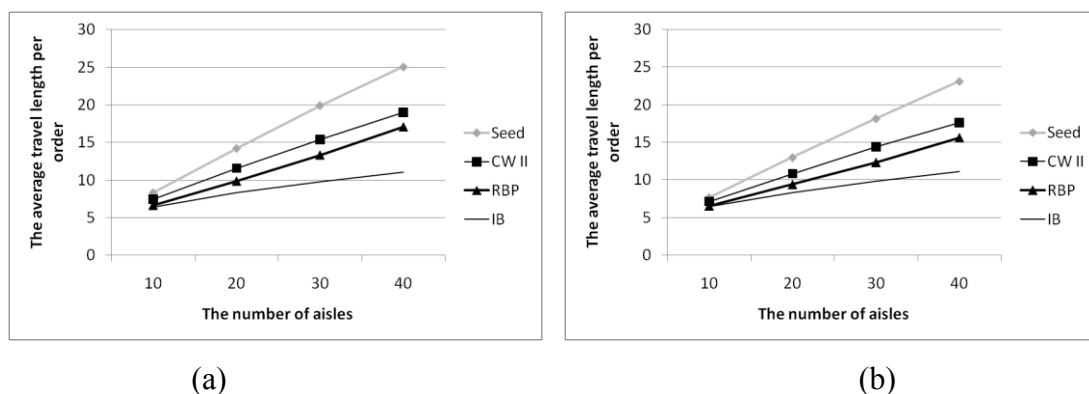 30
25
20
15
10
5
0
The average travel length per
order
10 20 30 40
The number of aisles
Seed
CW II
RBP
IB
(a)
30
25
20
15
10
5
0
The average travel length per
order
10 20 30 40
The number of aisles
Seed
CW II
RBP
IB
(b)